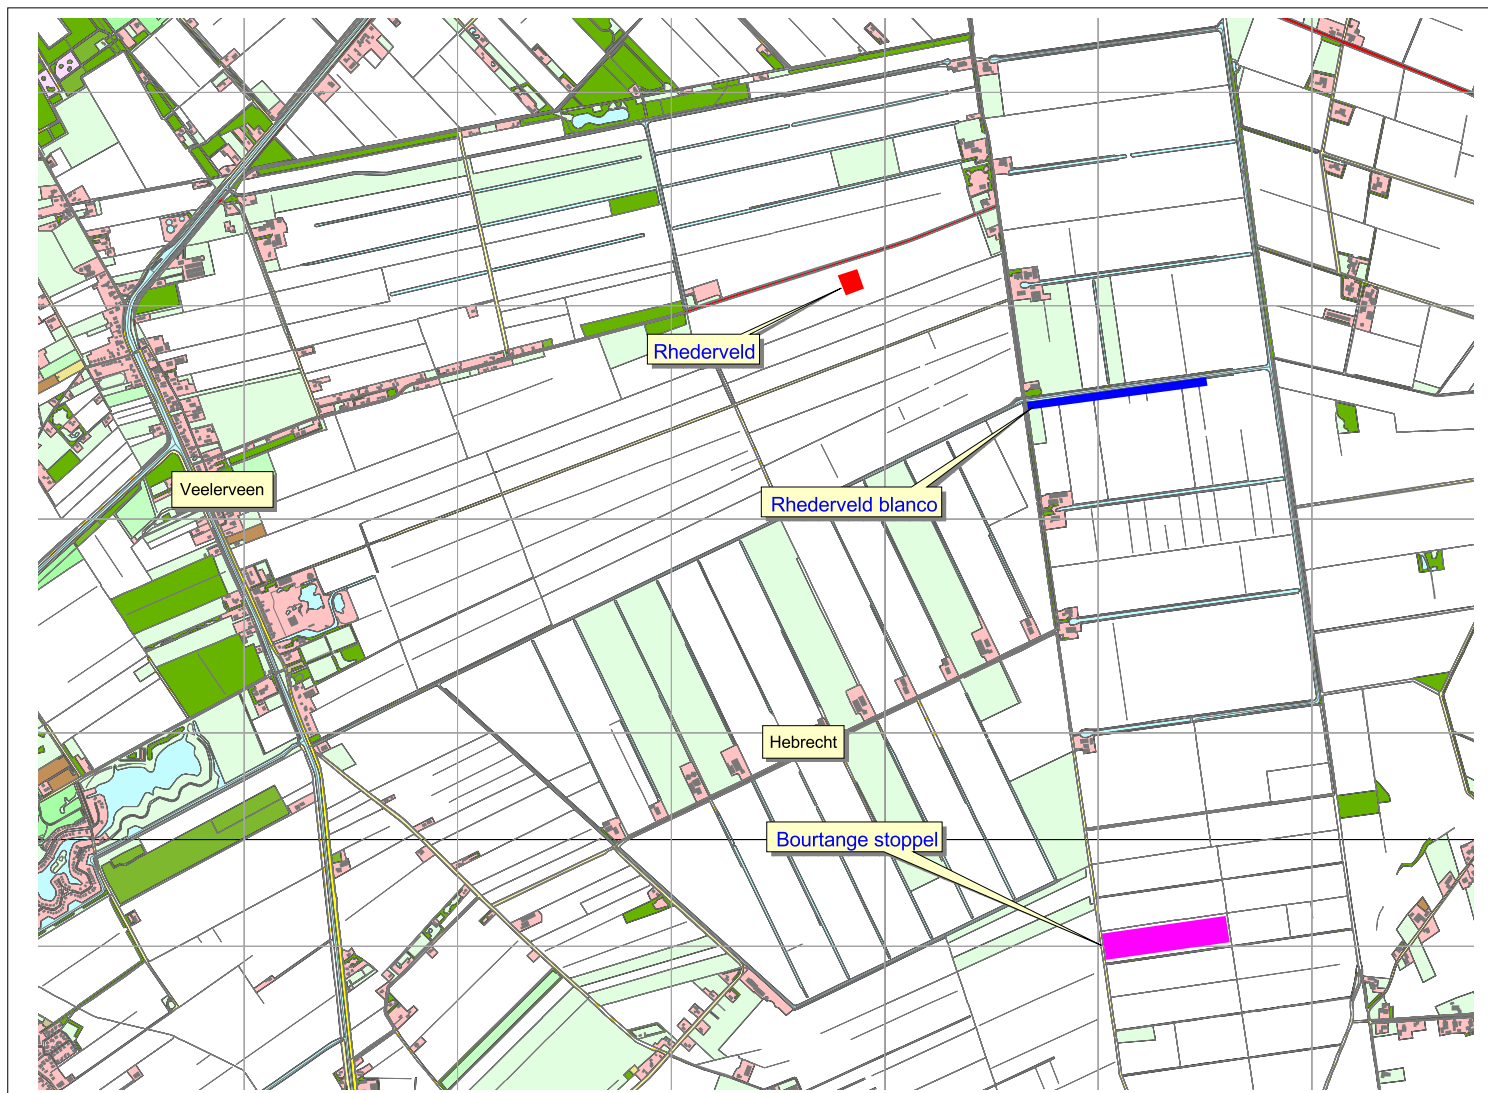 Rhederveld
Veelerveen
Rhederveld blanco
Hebrecht
Bourtange stoppel